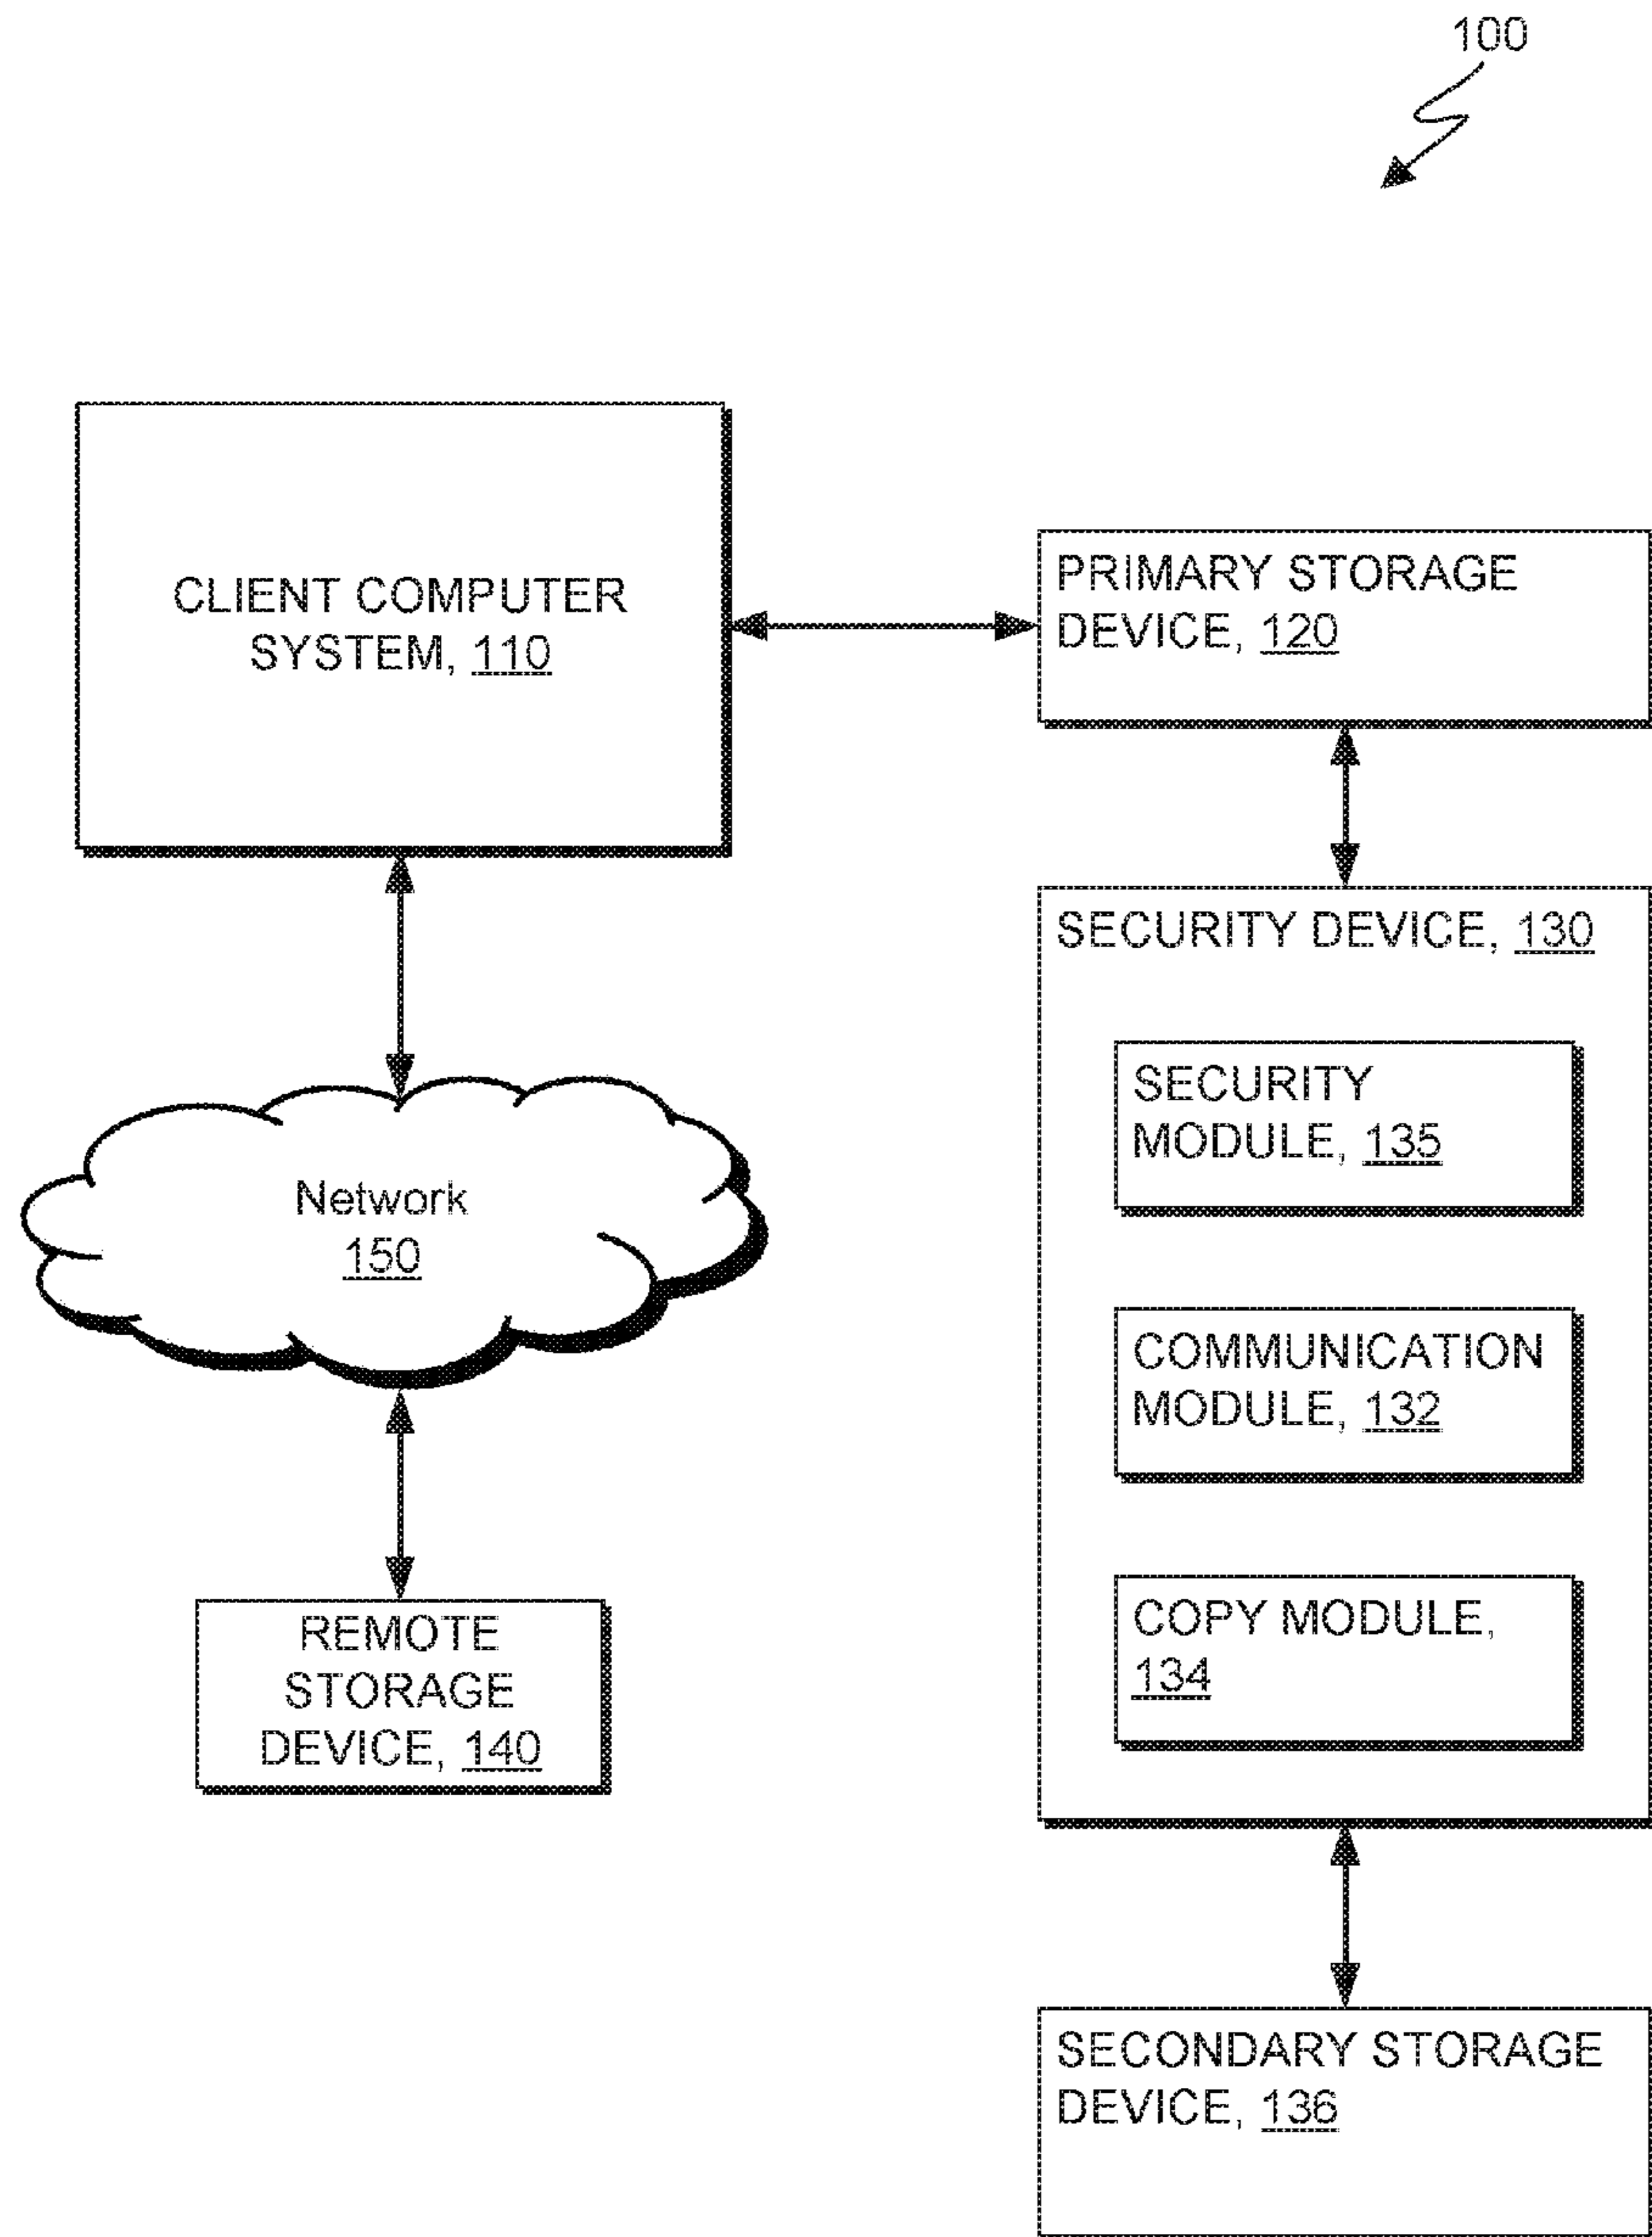 100
CLIENT COMPUTER
SYSTEM, 110
PRIMARY STORAGE
DEVICE, 120
SECURITY DEVICE, 130
SECURITY
MODULE, 135
COMMUNICATION
MODULE, 132
COPY MODULE,
134
Network
150
REMOTE
STORAGE
DEVICE, 140
SECONDARY STORAGE
DEVICE, 136